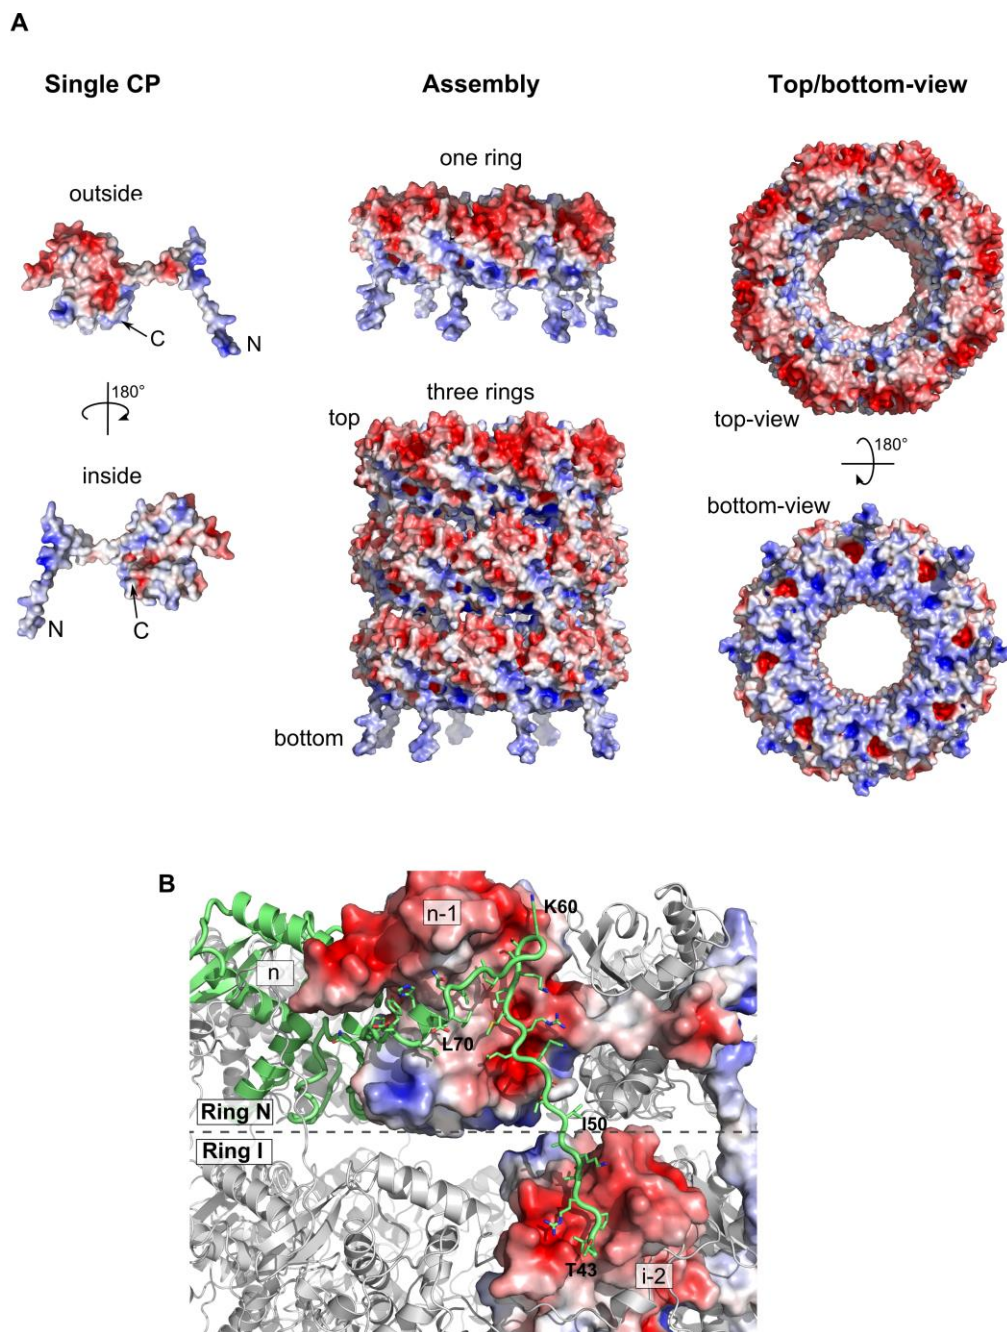 A
Single CP
Assembly
Top/bottom-view
one ring
outside
C
N
180°
three rings
top
top-view
180°
inside
bottom-view
N
C
bottom
B
n-1
K60
n
L70
Ring N
I50
Ring I
T43
i-2